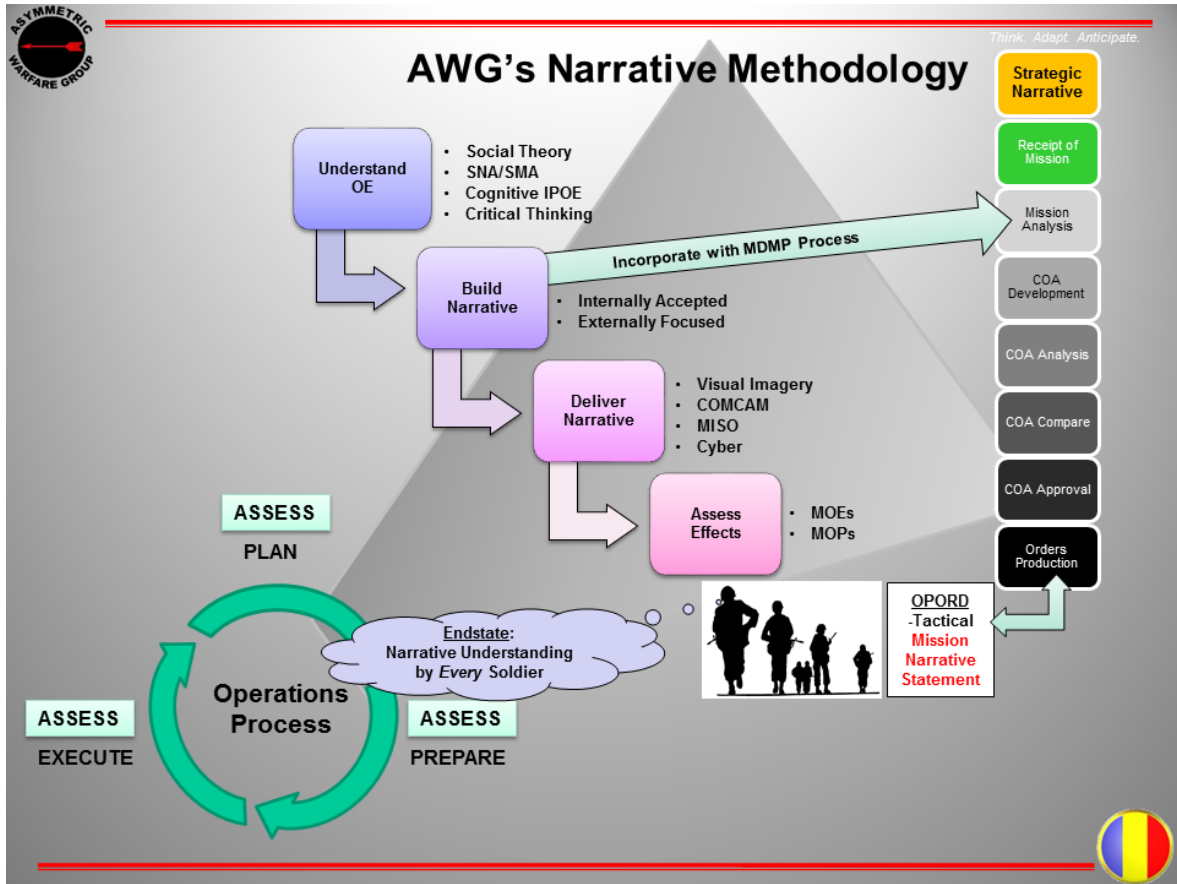 ASYMMETRIC
WARFARE GROUP
Think. Adapt. Anticipate.
AWG's Narrative Methodology
Strategic
Narrative
Receipt of
Mission
Mission
Analysis
COA
Development
COA Analysis
COA Compare
COA Approval
Orders
Production
Understand
OE
• Social Theory
• SNA/SMA
• Cognitive IPOE
• Critical Thinking
Incorporate with MDMP Process
Build
Narrative
• Internally Accepted
• Externally Focused
Deliver
Narrative
• Visual Imagery
• COMCAM
• MISO
• Cyber
Assess
Effects
• MOEs
• MOPs
OPORD
-Tactical
Mission
Narrative
Statement
Endstate:
Narrative Understanding
by Every Soldier
ASSESS
PLAN
Operations
Process
ASSESS
EXECUTE
ASSESS
PREPARE